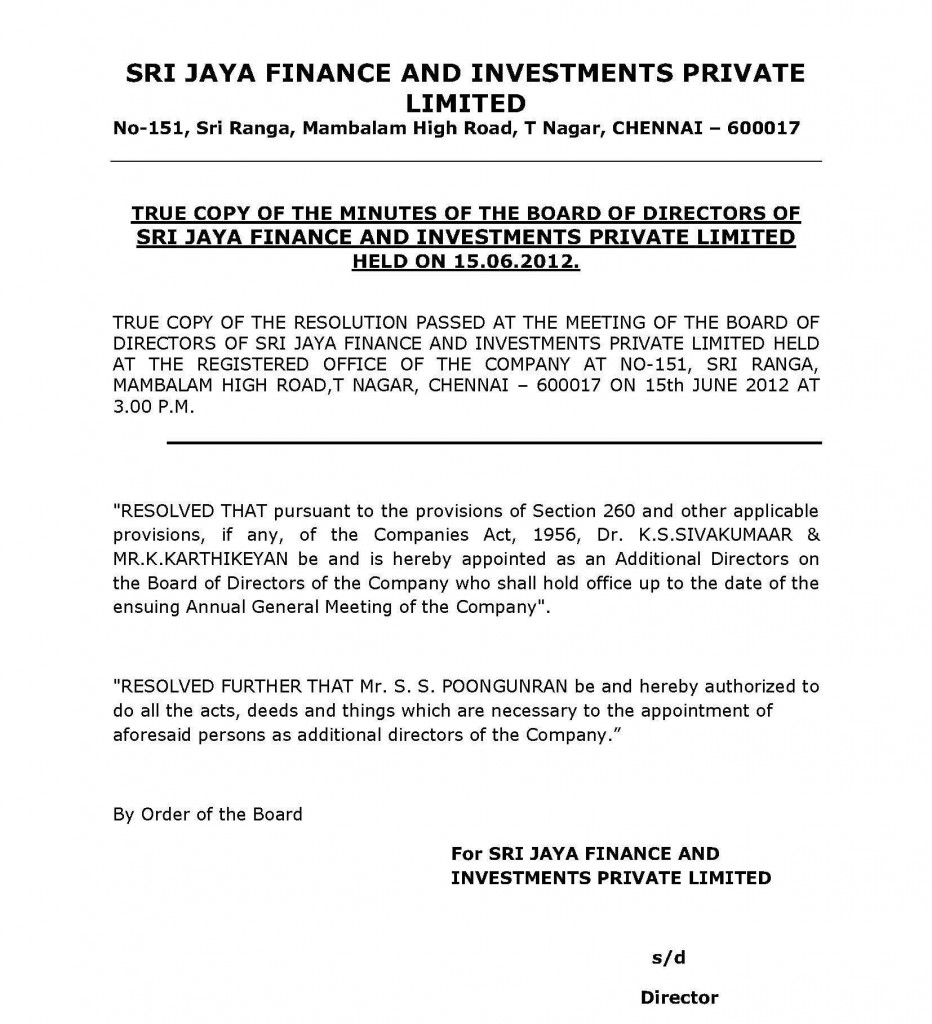 SRI JAYA FINANCE AND INVESTMENTS PRIVATE
LIMITED
No-151, Sri Ranga, Mambalam High Road, T Nagar, CHENNAI – 600017
TRUE COPY OF THE MINUTES OF THE BOARD OF DIRECTORS OF
SRI JAYA FINANCE AND INVESTMENTS PRIVATE LIMITED
HELD ON 15.06.2012.
TRUE COPY OF THE RESOLUTION PASSED AT THE MEETING OF THE BOARD OF
DIRECTORS OF SRI JAYA FINANCE AND INVESTMENTS PRIVATE LIMITED HELD
AT THE REGISTERED OFFICE OF THE COMPANY AT NO-151, SRI RANGA,
MAMBALAM HIGH ROAD,T NAGAR, CHENNAI – 600017 ON 15th JUNE 2012 AT
3.00 P.M.
"RESOLVED THAT pursuant to the provisions of Section 260 and other applicable
provisions, if any, of the Companies Act, 1956, Dr. K.S.SIVAKUMAAR &
MR.K.KARTHIKEYAN be and is hereby appointed as an Additional Directors on
the Board of Directors of the Company who shall hold office up to the date of the
ensuing Annual General Meeting of the Company".
"RESOLVED FURTHER THAT Mr. S. S. POONGUNRAN be and hereby authorized to
do all the acts, deeds and things which are necessary to the appointment of
aforesaid persons as additional directors of the Company.”
By Order of the Board
For SRI JAYA FINANCE AND
INVESTMENTS PRIVATE LIMITED
s/d
Director